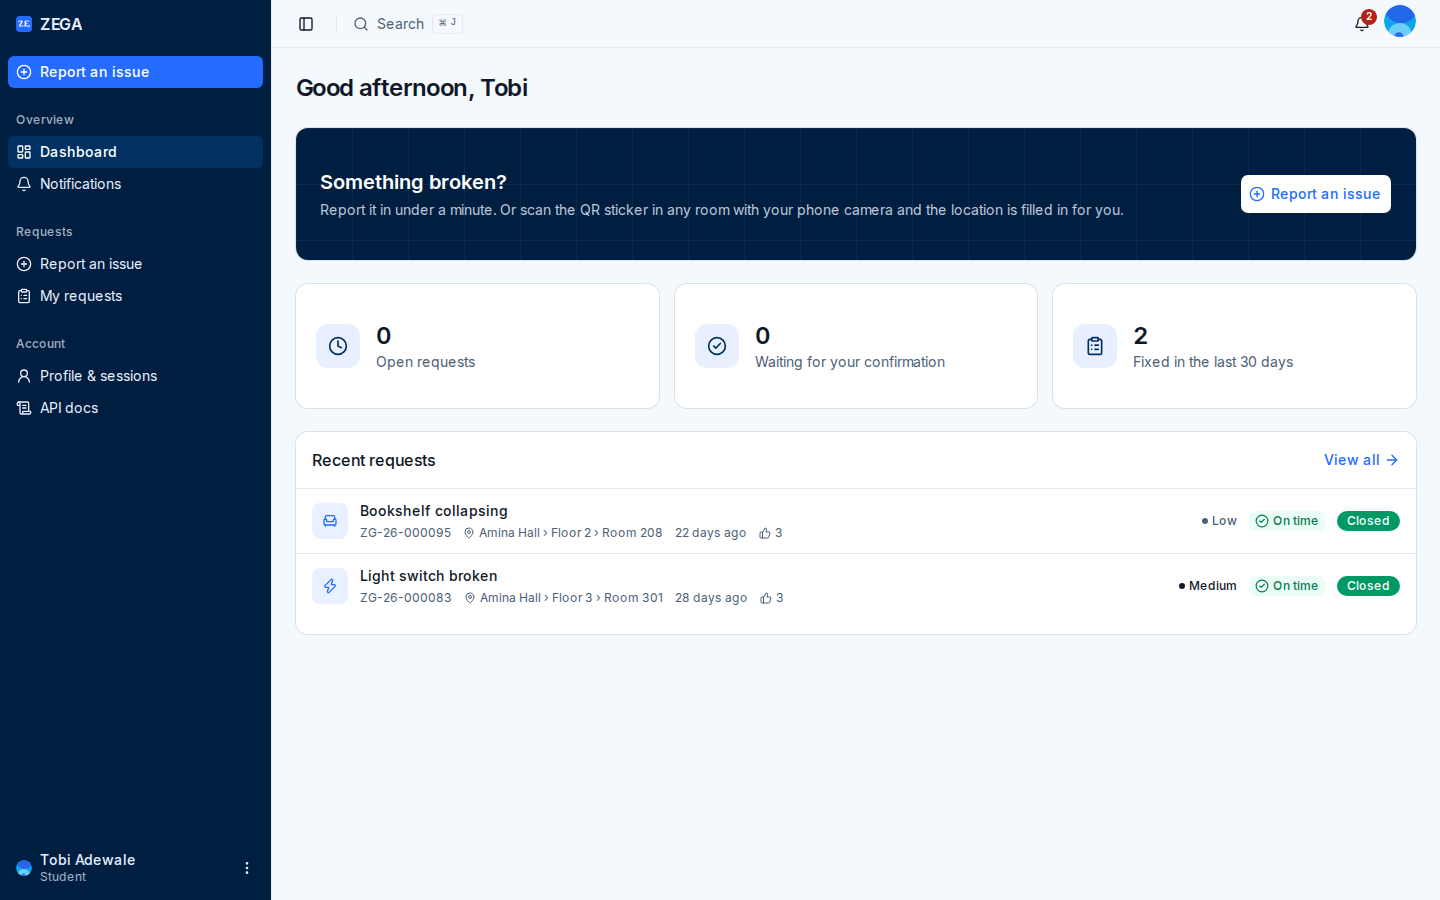 ZEGA
Report an issue
Overview
Dashboard
Notifications
Requests
Report an issue
My requests
Account
Profile & sessions
API docs
Tobi Adewale
Student
Search ⌘ J
2
Good afternoon, Tobi
Something broken?
Report it in under a minute. Or scan the QR sticker in any room with your phone camera and the location is filled in for you.
Report an issue
0
Open requests
0
Waiting for your confirmation
2
Fixed in the last 30 days
Recent requests
View all
Bookshelf collapsing
ZG-26-000095 Amina Hall › Floor 2 › Room 208 22 days ago 3
Low On time Closed
Light switch broken
ZG-26-000083 Amina Hall › Floor 3 › Room 301 28 days ago 3
Medium On time Closed